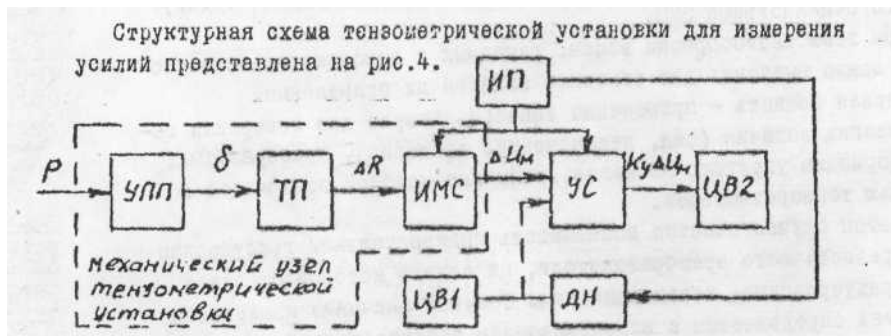 Структурная схема тензометрической установки для измерения
усилий представлена на рис.4.
ИП
P
УПП
δ
ТП
ΔR
ИМС
ΔUм
УС
KуΔUм
ЦВ2
механический узел
тензометрической
установки
ЦВ1
ДН